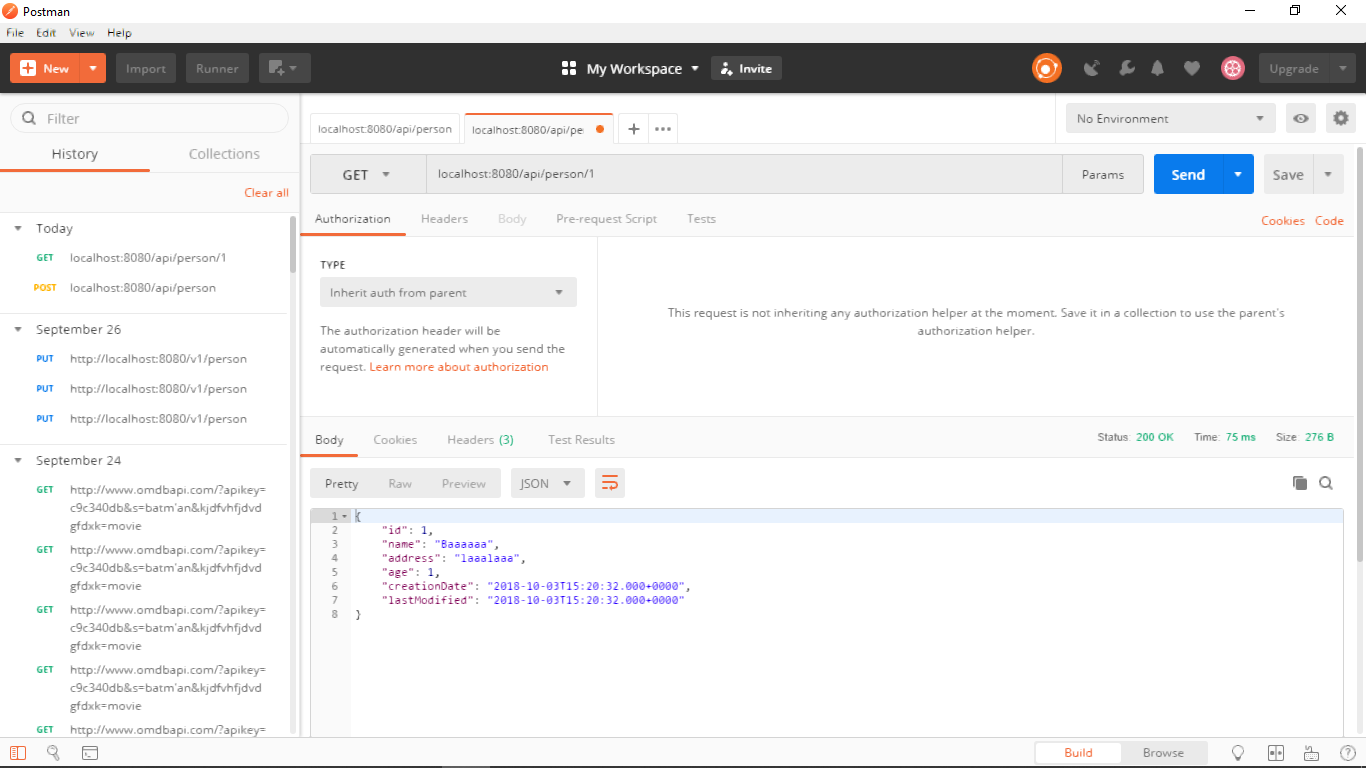 Postman
File Edit View Help
New Import Runner My Workspace Invite Upgrade
Filter
History Collections
Clear all
Today
GET localhost:8080/api/person/1
POST localhost:8080/api/person
September 26
PUT http://localhost:8080/v1/person
PUT http://localhost:8080/v1/person
PUT http://localhost:8080/v1/person
September 24
GET http://www.omdbapi.com/?apikey=
c9c340db&s=batm'an&kjdfvhfjdvd
gfdxk=movie
GET http://www.omdbapi.com/?apikey=
c9c340db&s=batm'an&kjdfvhfjdvd
gfdxk=movie
GET http://www.omdbapi.com/?apikey=
c9c340db&s=batm'an&kjdfvhfjdvd
gfdxk=movie
GET http://www.omdbapi.com/?apikey=
c9c340db&s=batm'an&kjdfvhfjdvd
gfdxk=movie
GET http://www.omdbapi.com/?apikey=
localhost:8080/api/person localhost:8080/api/pe + ••• No Environment
GET localhost:8080/api/person/1 Params Send Save
Authorization Headers Body Pre-request Script Tests Cookies Code
TYPE
Inherit auth from parent
The authorization header will be
automatically generated when you send the
request. Learn more about authorization
This request is not inheriting any authorization helper at the moment. Save it in a collection to use the parent's
authorization helper.
Body Cookies Headers (3) Test Results Status: 200 OK Time: 75 ms Size: 276 B
Pretty Raw Preview JSON
1 {
2 "id": 1,
3 "name": "Baaaaaa",
4 "address": "laaalaaa",
5 "age": 1,
6 "creationDate": "2018-10-03T15:20:32.000+0000",
7 "lastModified": "2018-10-03T15:20:32.000+0000"
8 }
Build Browse